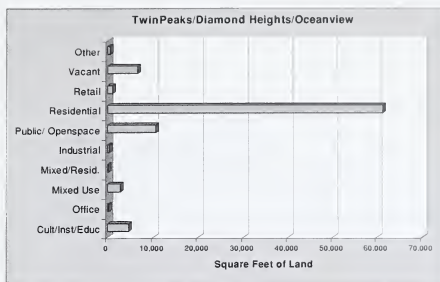 TwinPeaks/Diamond Heights/Oceanview
Other
Vacant
Retail
Residential
Public/ Openspace
Industrial
Mixed/Resid.
Mixed Use
Office
Cult/Inst/Educ
0 10,000 20,000 30,000 40,000 50,000 60,000 70,000
Square Feet of Land